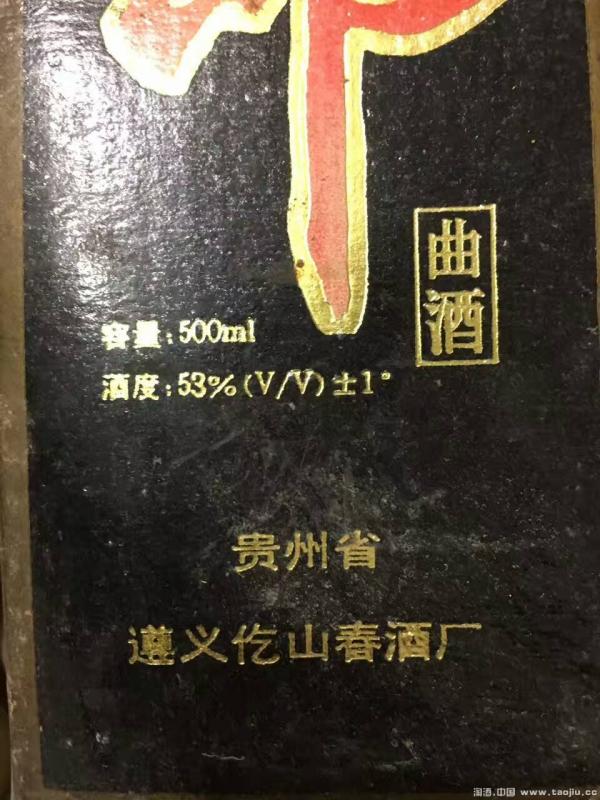 曲酒
容量:500ml
酒度:53%(V/V)±1°
贵州省
遵义仡山春酒厂
淘酒.中国 www.taojiu.cc